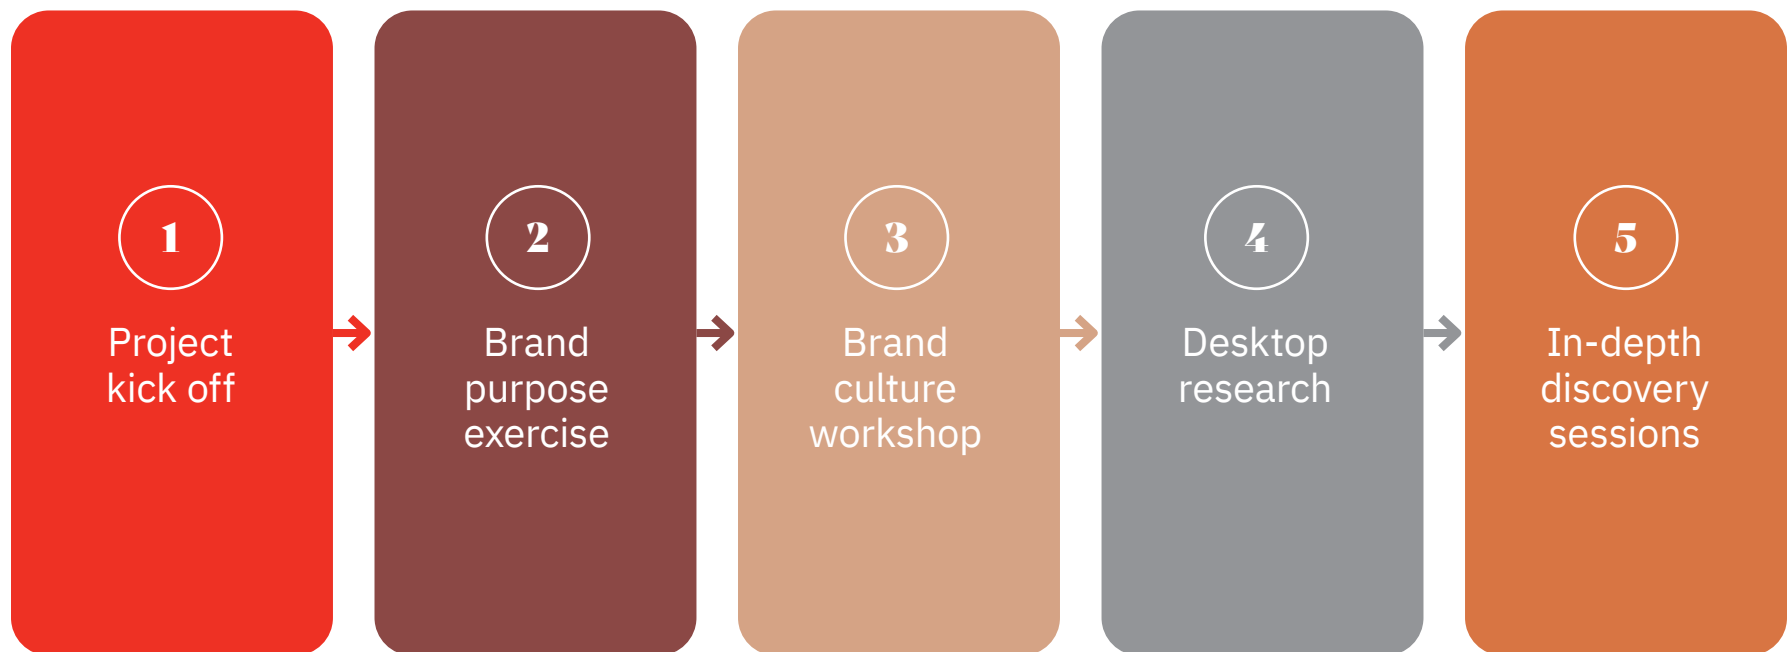 1
Project
kick off
2
Brand
purpose
exercise
3
Brand
culture
workshop
4
Desktop
research
5
In-depth
discovery
sessions